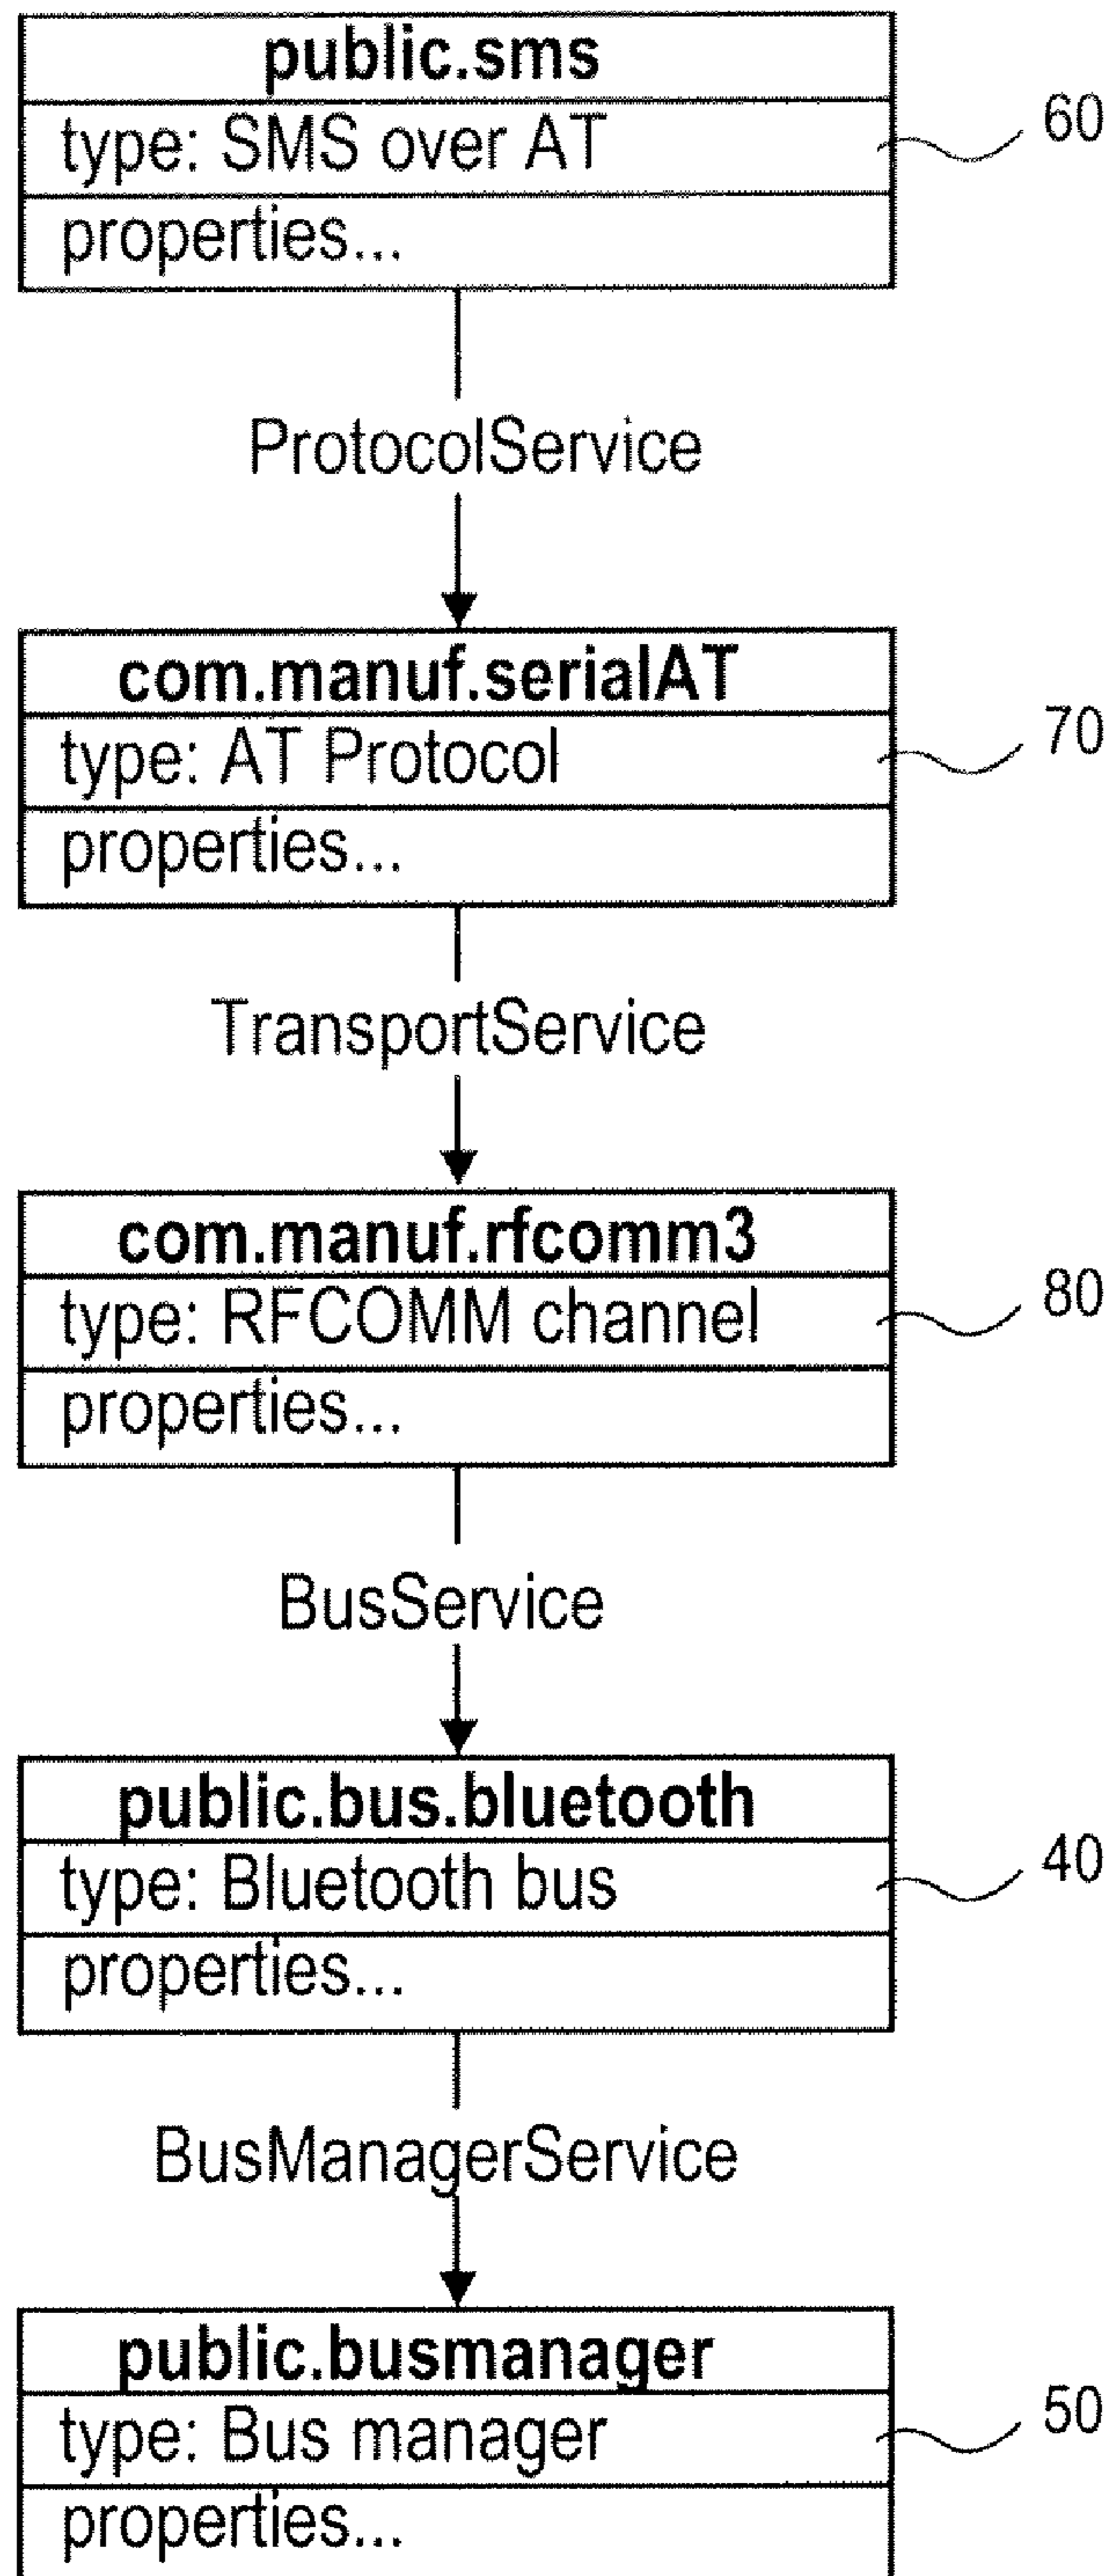 public.sms
type: SMS over AT
60
properties...
ProtocolService
com.manuf.serialAT
type: AT Protocol
70
properties...
TransportService
com.manuf.rfcomm3
type: RFCOMM channel
80
properties...
BusService
public.bus.bluetooth
type: Bluetooth bus
40
properties...
BusManagerService
public.busmanager
type: Bus manager
50
properties...